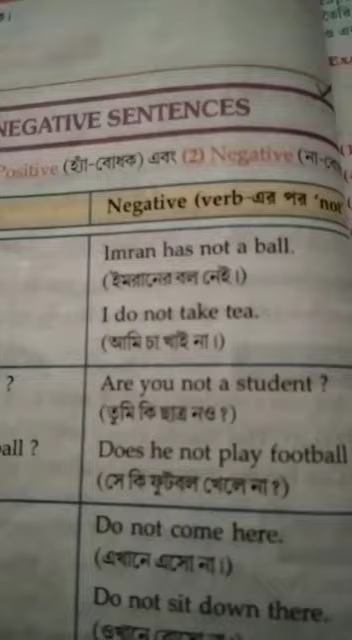 NEGATIVE SENTENCES
Positive (হ্যাঁ-বোধক) এবং (2) Negative (না-
Negative (verb-এর পর 'not
Imran has not a ball.
(ইমরানের বল নেই।)
I do not take tea.
(আমি চা খাই না।)
? Are you not a student ?
(তুমি কি ছাত্র নও ?)
all ? Does he not play football
(সে কি ফুটবল খেলে না ?)
Do not come here.
(এখানে এসো না।)
Do not sit down there.
(ওখানে